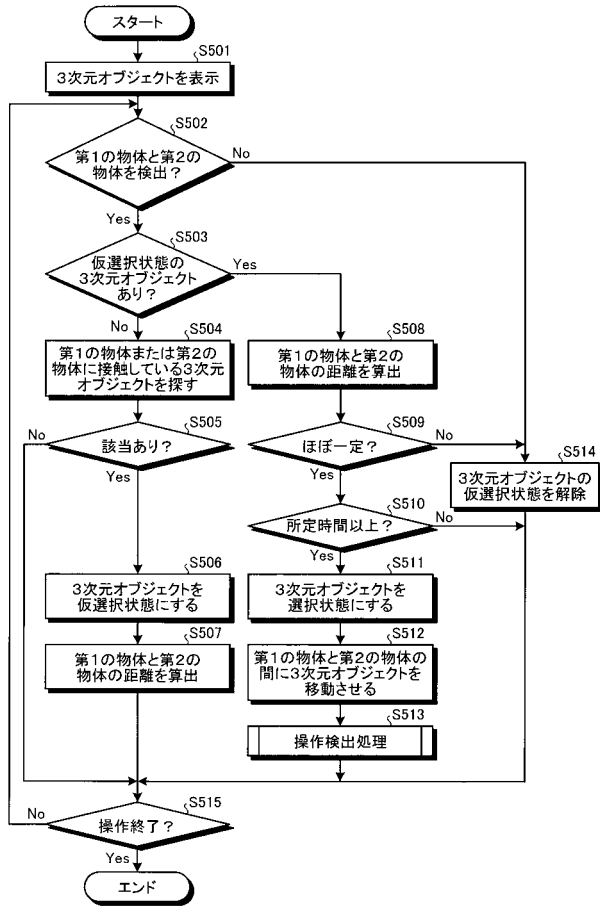 スタート
S501
3次元オブジェクトを表示
S502
第1の物体と第2の
物体を検出？
No
Yes
S503
仮選択状態の
3次元オブジェクト
あり？
Yes
No
S504
第1の物体または第2の
物体に接触している3次元
オブジェクトを探す
S508
第1の物体と第2の
物体の距離を算出
S505
該当あり？
No
Yes
S509
ほぼ一定？
No
Yes
S514
3次元オブジェクトの
仮選択状態を解除
S510
所定時間以上？
No
Yes
S506
3次元オブジェクトを
仮選択状態にする
S511
3次元オブジェクトを
選択状態にする
S507
第1の物体と第2の
物体の距離を算出
S512
第1の物体と第2の物体の
間に3次元オブジェクトを
移動させる
S513
操作検出処理
S515
操作終了？
No
Yes
エンド